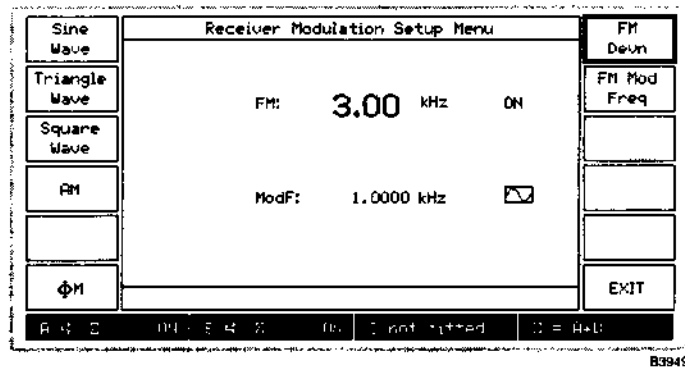 Receiver Modulation Setup Menu
Sine
Wave
Triangle
Wave
Square
Wave
AM
ΦM
FM: 3.00 kHz ON
ModF: 1.0000 kHz
FM
Devn
FM Mod
Freq
EXIT
not fitted
B3949